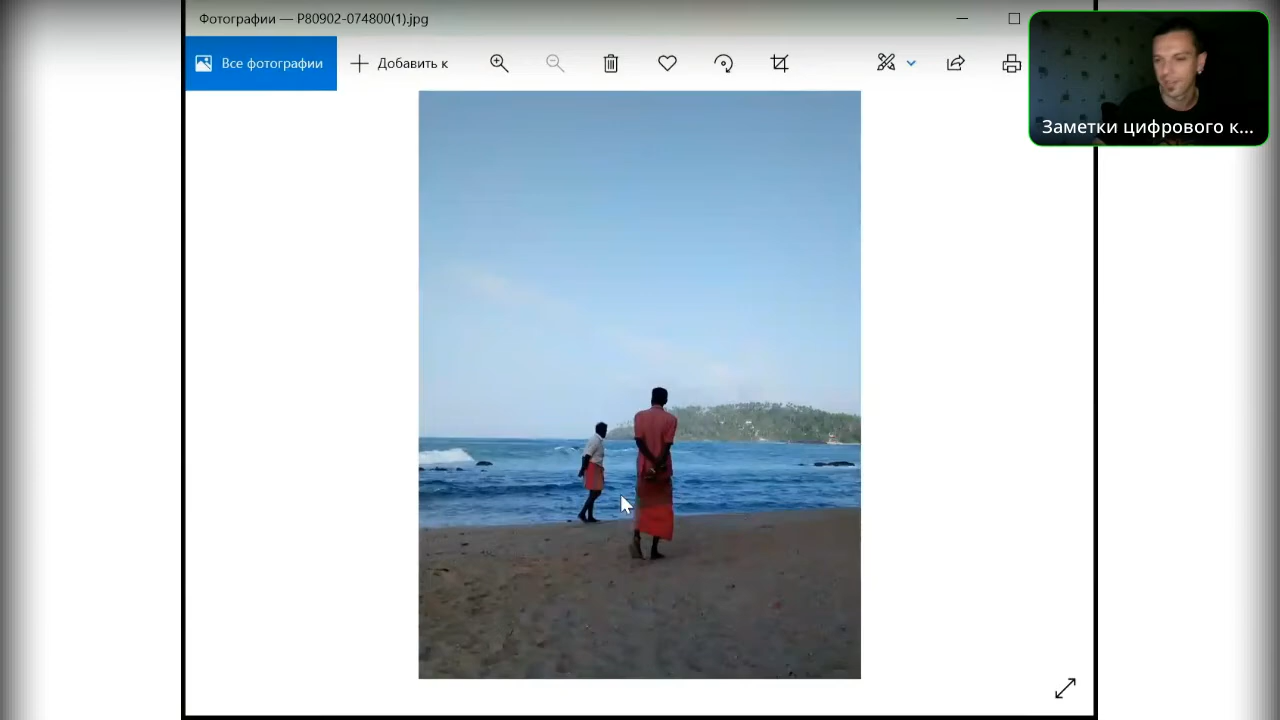 Фотографии — P80902-074800(1).jpg
Все фотографии
Добавить к
Заметки цифрового к...